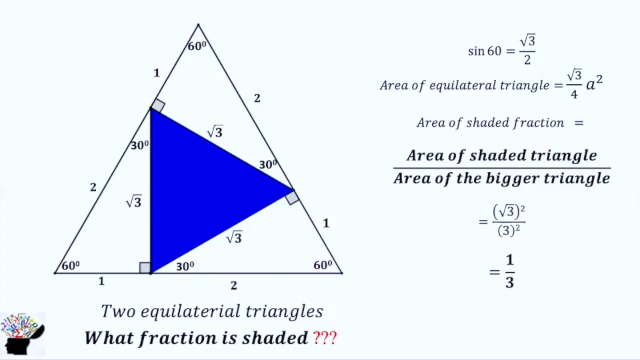 60⁰
1
2
√3
30⁰
30⁰
2
√3
√3
1
60⁰
30⁰
60⁰
1
2
Two equilaterial triangles
What fraction is shaded ???
sin 60 = √3/2
Area of equilateral triangle = √3/4 a²
Area of shaded fraction =
Area of shaded triangle
Area of the bigger triangle
= (√3)²/(3)²
= 1/3